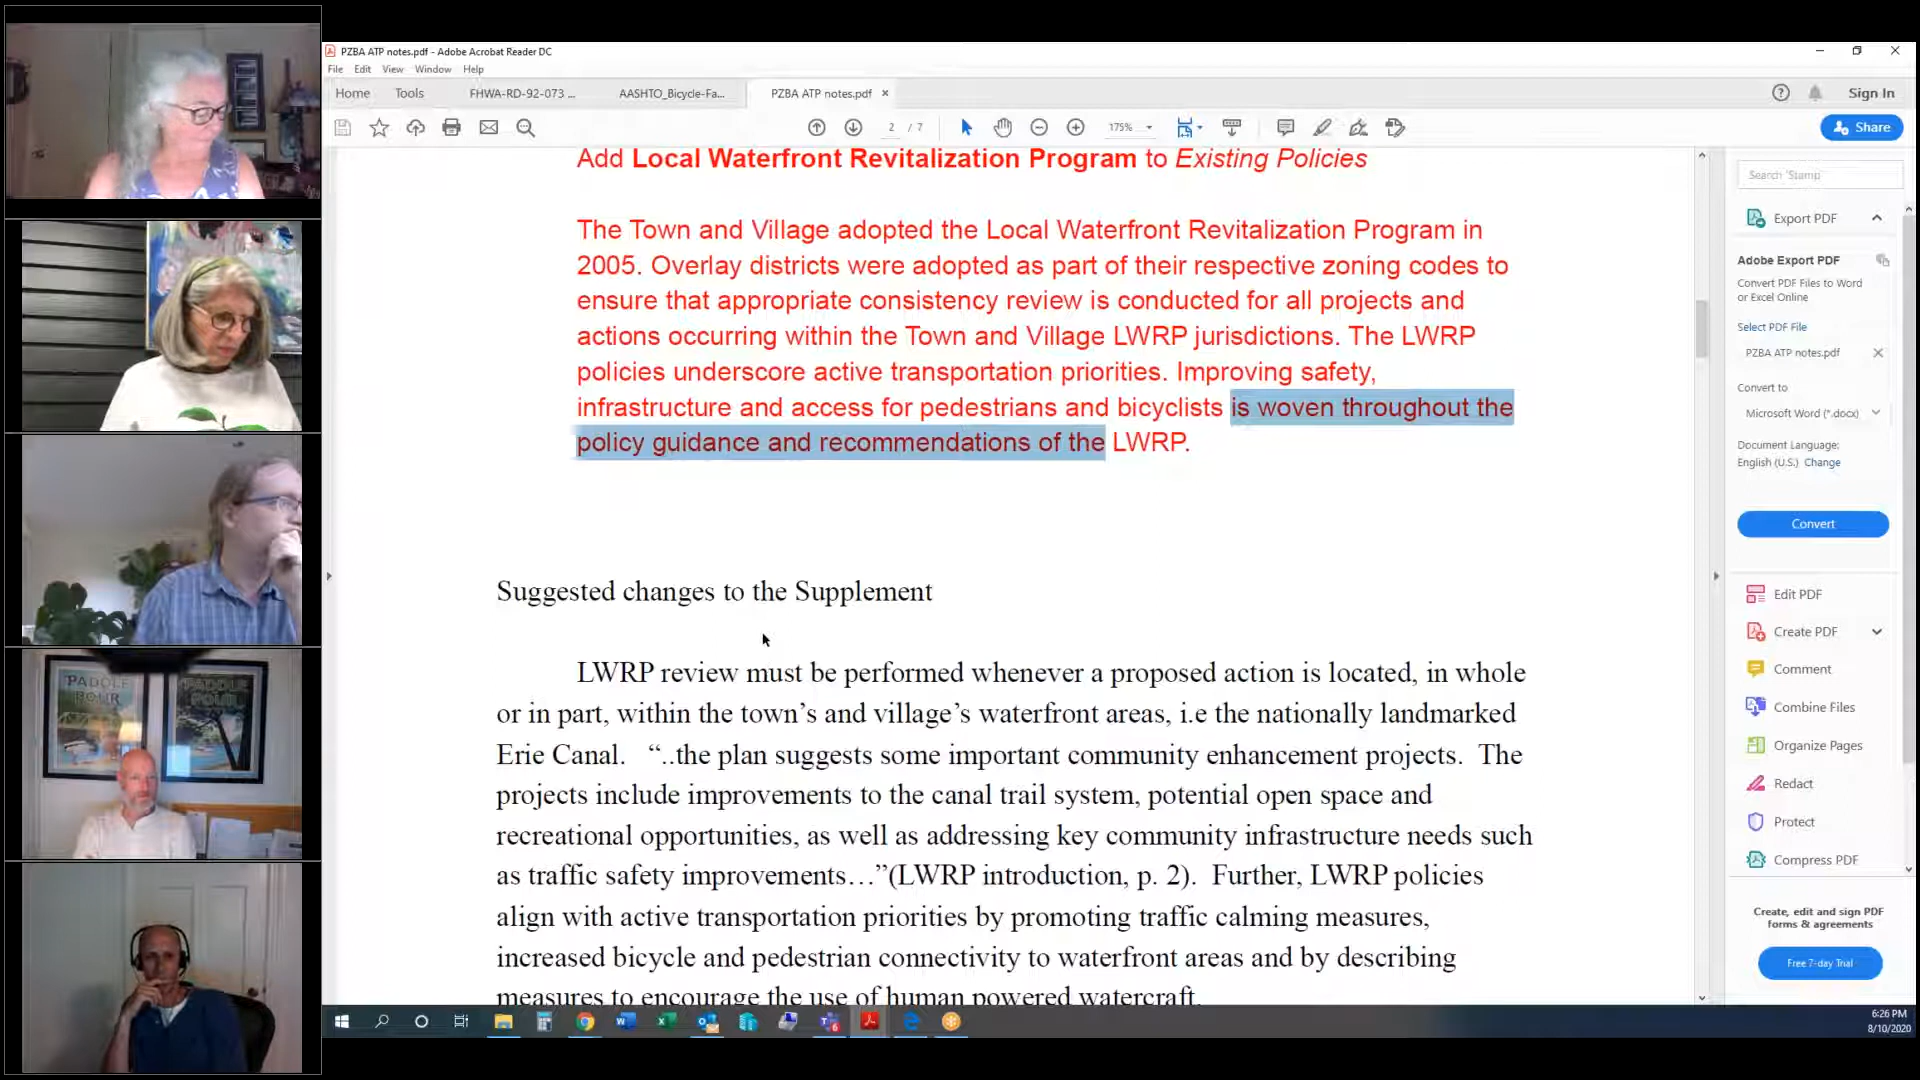 PZBA ATP notes.pdf - Adobe Acrobat Reader DC
File Edit View Window Help
Home Tools FHWA-RD-92-073 ... AASHTO_Bicycle-Fa... PZBA ATP notes.pdf ×
Sign In
2 / 7 175%
Share
Add Local Waterfront Revitalization Program to Existing Policies
The Town and Village adopted the Local Waterfront Revitalization Program in
2005. Overlay districts were adopted as part of their respective zoning codes to
ensure that appropriate consistency review is conducted for all projects and
actions occurring within the Town and Village LWRP jurisdictions. The LWRP
policies underscore active transportation priorities. Improving safety,
infrastructure and access for pedestrians and bicyclists is woven throughout the
policy guidance and recommendations of the LWRP.
Suggested changes to the Supplement
LWRP review must be performed whenever a proposed action is located, in whole
or in part, within the town’s and village’s waterfront areas, i.e the nationally landmarked
Erie Canal. “..the plan suggests some important community enhancement projects. The
projects include improvements to the canal trail system, potential open space and
recreational opportunities, as well as addressing key community infrastructure needs such
as traffic safety improvements…”(LWRP introduction, p. 2). Further, LWRP policies
align with active transportation priorities by promoting traffic calming measures,
increased bicycle and pedestrian connectivity to waterfront areas and by describing
measures to encourage the use of human powered watercraft.
Search 'Stamp
Export PDF
Adobe Export PDF
Convert PDF Files to Word
or Excel Online
Select PDF File
PZBA ATP notes.pdf
Convert to
Microsoft Word (*.docx)
Document Language:
English (U.S.) Change
Convert
Edit PDF
Create PDF
Comment
Combine Files
Organize Pages
Redact
Protect
Compress PDF
Create, edit and sign PDF
forms & agreements
Free 7-day Trial
6:26 PM
8/10/2020
PADDLE
POUR
PADDLE
POUR